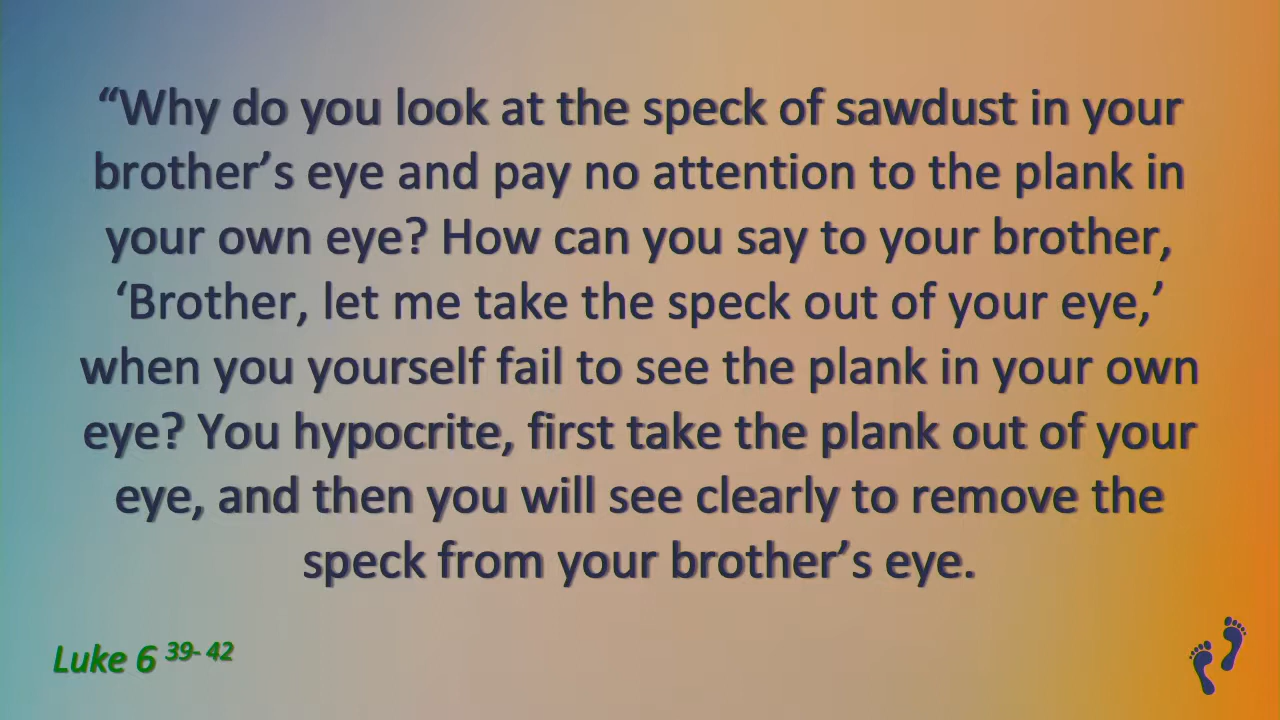 “Why do you look at the speck of sawdust in your
brother’s eye and pay no attention to the plank in
your own eye? How can you say to your brother,
‘Brother, let me take the speck out of your eye,’
when you yourself fail to see the plank in your own
eye? You hypocrite, first take the plank out of your
eye, and then you will see clearly to remove the
speck from your brother’s eye.
Luke 6 39- 42